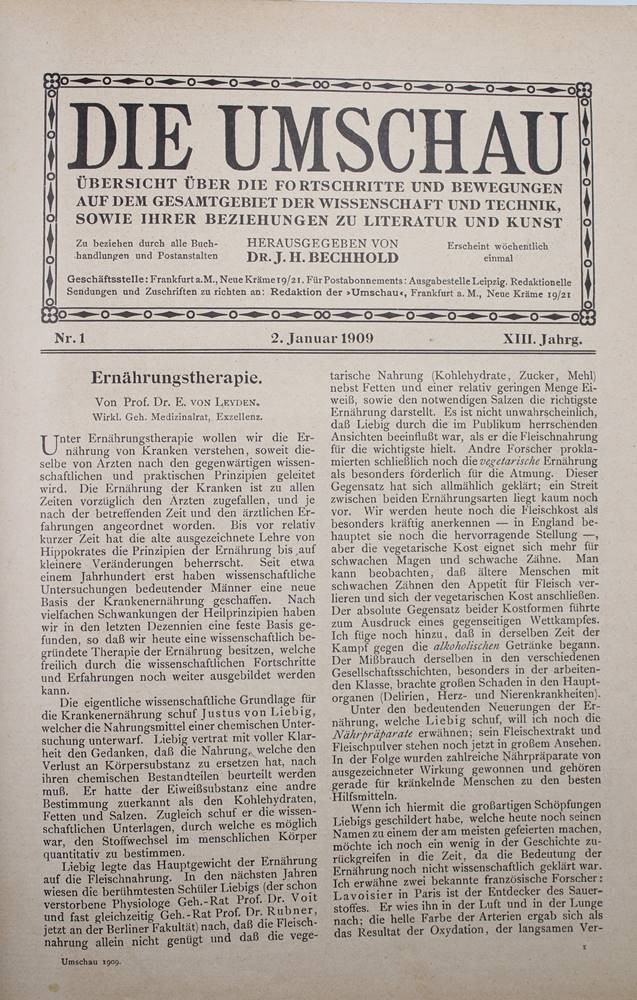 DIE UMSCHAU
ÜBERSICHT ÜBER DIE FORTSCHRITTE UND BEWEGUNGEN
AUF DEM GESAMTGEBIET DER WISSENSCHAFT UND TECHNIK,
SOWIE IHRER BEZIEHUNGEN ZU LITERATUR UND KUNST
Zu beziehen durch alle Buch-
handlungen und Postanstalten
HERAUSGEGEBEN VON
DR. J. H. BECHHOLD
Erscheint wöchentlich
einmal
Geschäftsstelle: Frankfurt a. M., Neue Kräme 19/21. Für Postabonnements: Ausgabestelle Leipzig. Redaktionelle
Sendungen und Zuschriften zu richten an: Redaktion der »Umschau«, Frankfurt a. M., Neue Kräme 19/21
Nr. 1 2. Januar 1909 XIII. Jahrg.
Ernährungstherapie.
Von Prof. Dr. E. von Leyden.
Wirkl. Geh. Medizinalrat, Exzellenz.
Unter Ernährungstherapie wollen wir die Er-
nährung von Kranken verstehen, soweit die-
selbe von Ärzten nach den gegenwärtigen wissen-
schaftlichen und praktischen Prinzipien geleitet
wird. Die Ernährung der Kranken ist zu allen
Zeiten vorzüglich den Ärzten zugefallen, und je
nach der betreffenden Zeit und den ärztlichen Er-
fahrungen angeordnet worden. Bis vor relativ
kurzer Zeit hat die alte ausgezeichnete Lehre von
Hippokrates die Prinzipien der Ernährung bis auf
kleinere Veränderungen beherrscht. Seit etwa
einem Jahrhundert erst haben wissenschaftliche
Untersuchungen bedeutender Männer eine neue
Basis der Krankenernährung geschaffen. Nach
vielfachen Schwankungen der Heilprinzipien haben
wir in den letzten Dezennien eine feste Basis ge-
funden, so daß wir heute eine wissenschaftlich be-
gründete Therapie der Ernährung besitzen, welche
freilich durch die wissenschaftlichen Fortschritte
und Erfahrungen noch weiter ausgebildet werden
kann.
Die eigentliche wissenschaftliche Grundlage für
die Krankenernährung schuf Justus von Liebig,
welcher die Nahrungsmittel einer chemischen Unter-
suchung unterwarf. Liebig vertrat mit voller Klar-
heit den Gedanken, daß die Nahrung, welche den
Verlust an Körpersubstanz zu ersetzen hat, nach
ihren chemischen Bestandteilen beurteilt werden
muß. Er hatte der Eiweißsubstanz eine andre
Bestimmung zuerkannt als den Kohlehydraten,
Fetten und Salzen. Zugleich schuf er die wissen-
schaftlichen Unterlagen, durch welche es möglich
war, den Stoffwechsel im menschlichen Körper
quantitativ zu bestimmen.
Liebig legte das Hauptgewicht der Ernährung
auf die Fleischnahrung. In den nächsten Jahren
wiesen die berühmtesten Schüler Liebigs (der schon
verstorbene Physiologe Geh.-Rat Prof. Dr. Voit
und fast gleichzeitig Geh.-Rat Prof. Dr. Rubner,
jetzt an der Berliner Fakultät) nach, daß die Fleisch-
nahrung allein nicht genügt und daß die vege-
tarische Nahrung (Kohlehydrate, Zucker, Mehl)
nebst Fetten und einer relativ geringen Menge Ei-
weiß, sowie den notwendigen Salzen die richtigste
Ernährung darstellt. Es ist nicht unwahrscheinlich,
daß Liebig durch die im Publikum herrschenden
Ansichten beeinflußt war, als er die Fleischnahrung
für die wichtigste hielt. Andre Forscher prokla-
mierten schließlich noch die vegetarische Ernährung
als besonders förderlich für die Atmung. Dieser
Gegensatz hat sich allmählich geklärt; ein Streit
zwischen beiden Ernährungsarten liegt kaum noch
vor. Wir werden heute noch die Fleischkost als
besonders kräftig anerkennen — in England be-
hauptet sie noch die hervorragende Stellung —,
aber die vegetarische Kost eignet sich mehr für
schwachen Magen und schwache Zähne. Man
kann beobachten, daß ältere Menschen mit
schwachen Zähnen den Appetit für Fleisch ver-
lieren und sich der vegetarischen Kost anschließen.
Der absolute Gegensatz beider Kostformen führte
zum Ausdruck eines gegenseitigen Wettkampfes.
Ich füge noch hinzu, daß in derselben Zeit der
Kampf gegen die alkoholischen Getränke begann.
Der Mißbrauch derselben in den verschiedenen
Gesellschaftsschichten, besonders in der arbeiten-
den Klasse, brachte großen Schaden in den Haupt-
organen (Delirien, Herz- und Nierenkrankheiten).
Unter den bedeutenden Neuerungen der Er-
nährung, welche Liebig schuf, will ich noch die
Nährpräparate erwähnen; sein Fleischextrakt und
Fleischpulver stehen noch jetzt in großem Ansehen.
In der Folge wurden zahlreiche Nährpräparate von
ausgezeichneter Wirkung gewonnen und gehören
gerade für kränkelnde Menschen zu den besten
Hilfsmitteln.
Wenn ich hiermit die großartigen Schöpfungen
Liebigs geschildert habe, welche heute noch seinen
Namen zu einem der am meisten gefeierten machen,
möchte ich noch ein wenig in der Geschichte zu-
rückgreifen in die Zeit, da die Bedeutung der
Ernährung noch nicht wissenschaftlich geklärt war.
Ich erwähne zwei bekannte französische Forscher:
Lavoisier in Paris ist der Entdecker des Sauer-
stoffes. Er wies ihn in der Luft und in der Lunge
nach; die helle Farbe der Arterien ergab sich als
das Resultat der Oxydation, der langsamen Ver-
Umschau 1909.
1